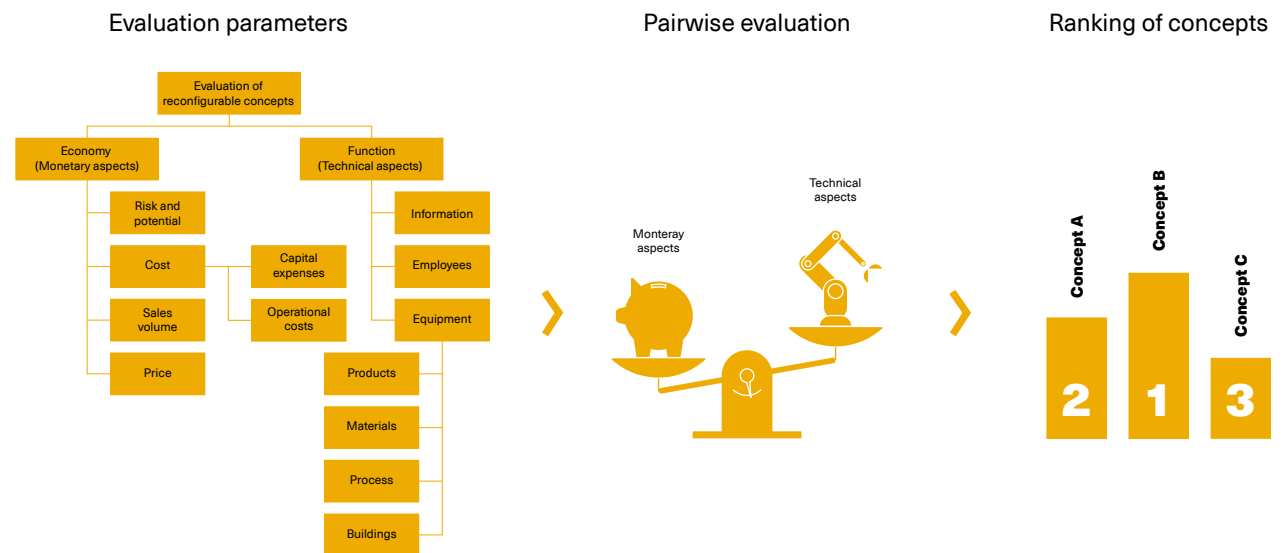 Evaluation parameters
Pairwise evaluation
Ranking of concepts
Evaluation of
reconfigurable concepts
Economy
(Monetary aspects)
Function
(Technical aspects)
Risk and
potential
Information
Cost
Capital
expenses
Employees
Sales
volume
Operational
costs
Equipment
Price
Products
Materials
Process
Buildings
Monteray
aspects
Technical
aspects
Concept A
Concept B
Concept C
2
1
3